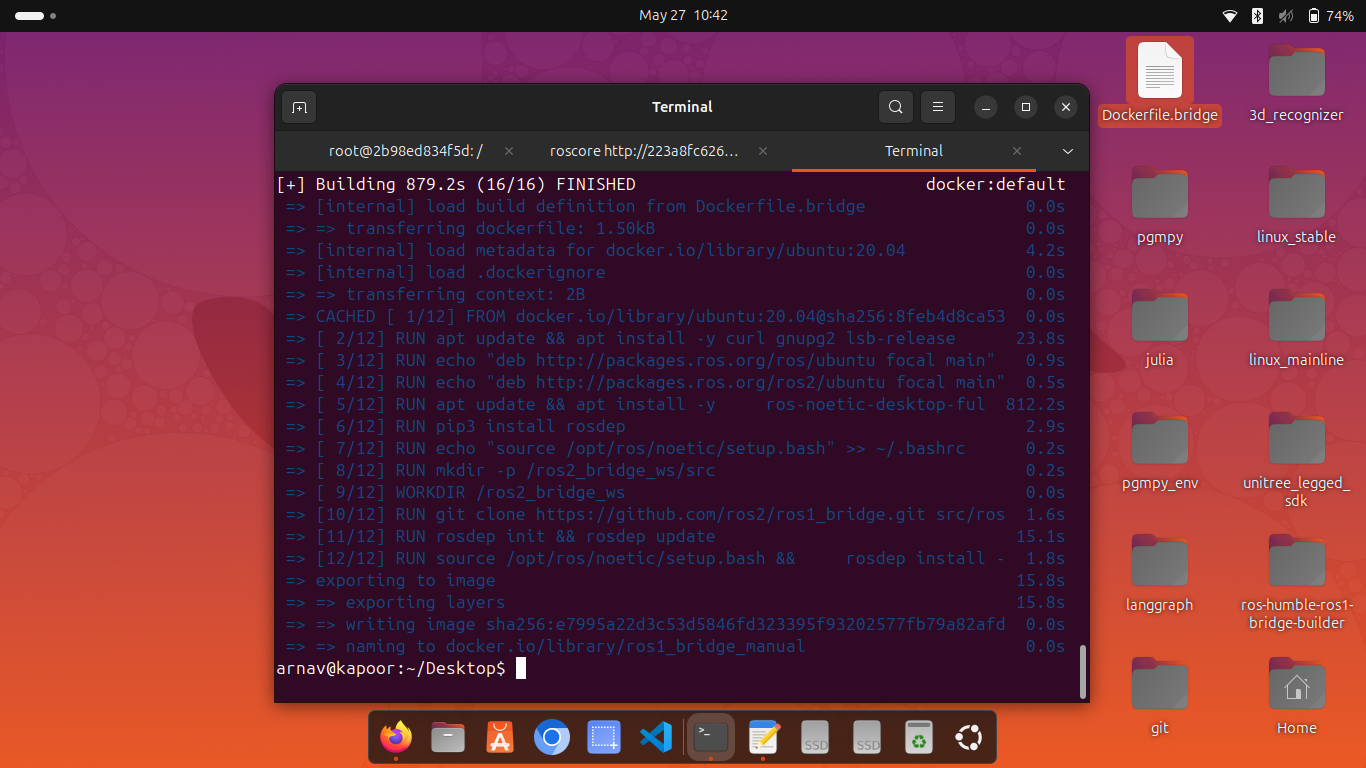 May 27 10:42
74%
Terminal
root@2b98ed834f5d: /
roscore http://223a8fc626…
Terminal
[+] Building 879.2s (16/16) FINISHED docker:default
=> [internal] load build definition from Dockerfile.bridge 0.0s
=> => transferring dockerfile: 1.50kB 0.0s
=> [internal] load metadata for docker.io/library/ubuntu:20.04 4.2s
=> [internal] load .dockerignore 0.0s
=> => transferring context: 2B 0.0s
=> CACHED [ 1/12] FROM docker.io/library/ubuntu:20.04@sha256:8feb4d8ca53 0.0s
=> [ 2/12] RUN apt update && apt install -y curl gnupg2 lsb-release 23.8s
=> [ 3/12] RUN echo "deb http://packages.ros.org/ros/ubuntu focal main" 0.9s
=> [ 4/12] RUN echo "deb http://packages.ros.org/ros2/ubuntu focal main" 0.5s
=> [ 5/12] RUN apt update && apt install -y     ros-noetic-desktop-ful 812.2s
=> [ 6/12] RUN pip3 install rosdep 2.9s
=> [ 7/12] RUN echo "source /opt/ros/noetic/setup.bash" >> ~/.bashrc 0.2s
=> [ 8/12] RUN mkdir -p /ros2_bridge_ws/src 0.2s
=> [ 9/12] WORKDIR /ros2_bridge_ws 0.0s
=> [10/12] RUN git clone https://github.com/ros2/ros1_bridge.git src/ros 1.6s
=> [11/12] RUN rosdep init && rosdep update 15.1s
=> [12/12] RUN source /opt/ros/noetic/setup.bash &&     rosdep install - 1.8s
=> exporting to image 15.8s
=> => exporting layers 15.8s
=> => writing image sha256:e7995a22d3c53d5846fd323395f93202577fb79a82afd 0.0s
=> => naming to docker.io/library/ros1_bridge_manual 0.0s
arnav@kapoor:~/Desktop$
Dockerfile.bridge
3d_recognizer
pgmpy
linux_stable
julia
linux_mainline
pgmpy_env
unitree_legged_
sdk
langgraph
ros-humble-ros1-
bridge-builder
git
Home
SSD
SSD